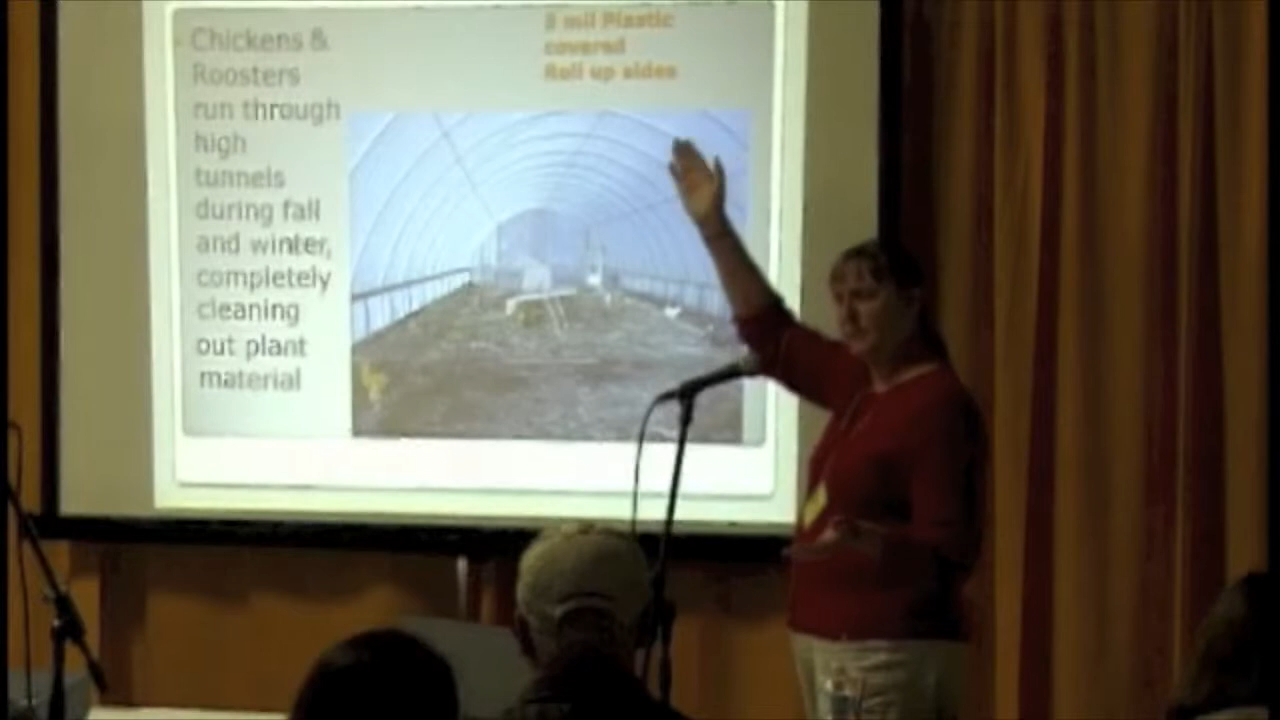 Chickens &
Roosters
run through
high
tunnels
during fall
and winter,
completely
cleaning
out plant
material
mil Plastic
covered
Roll up sides